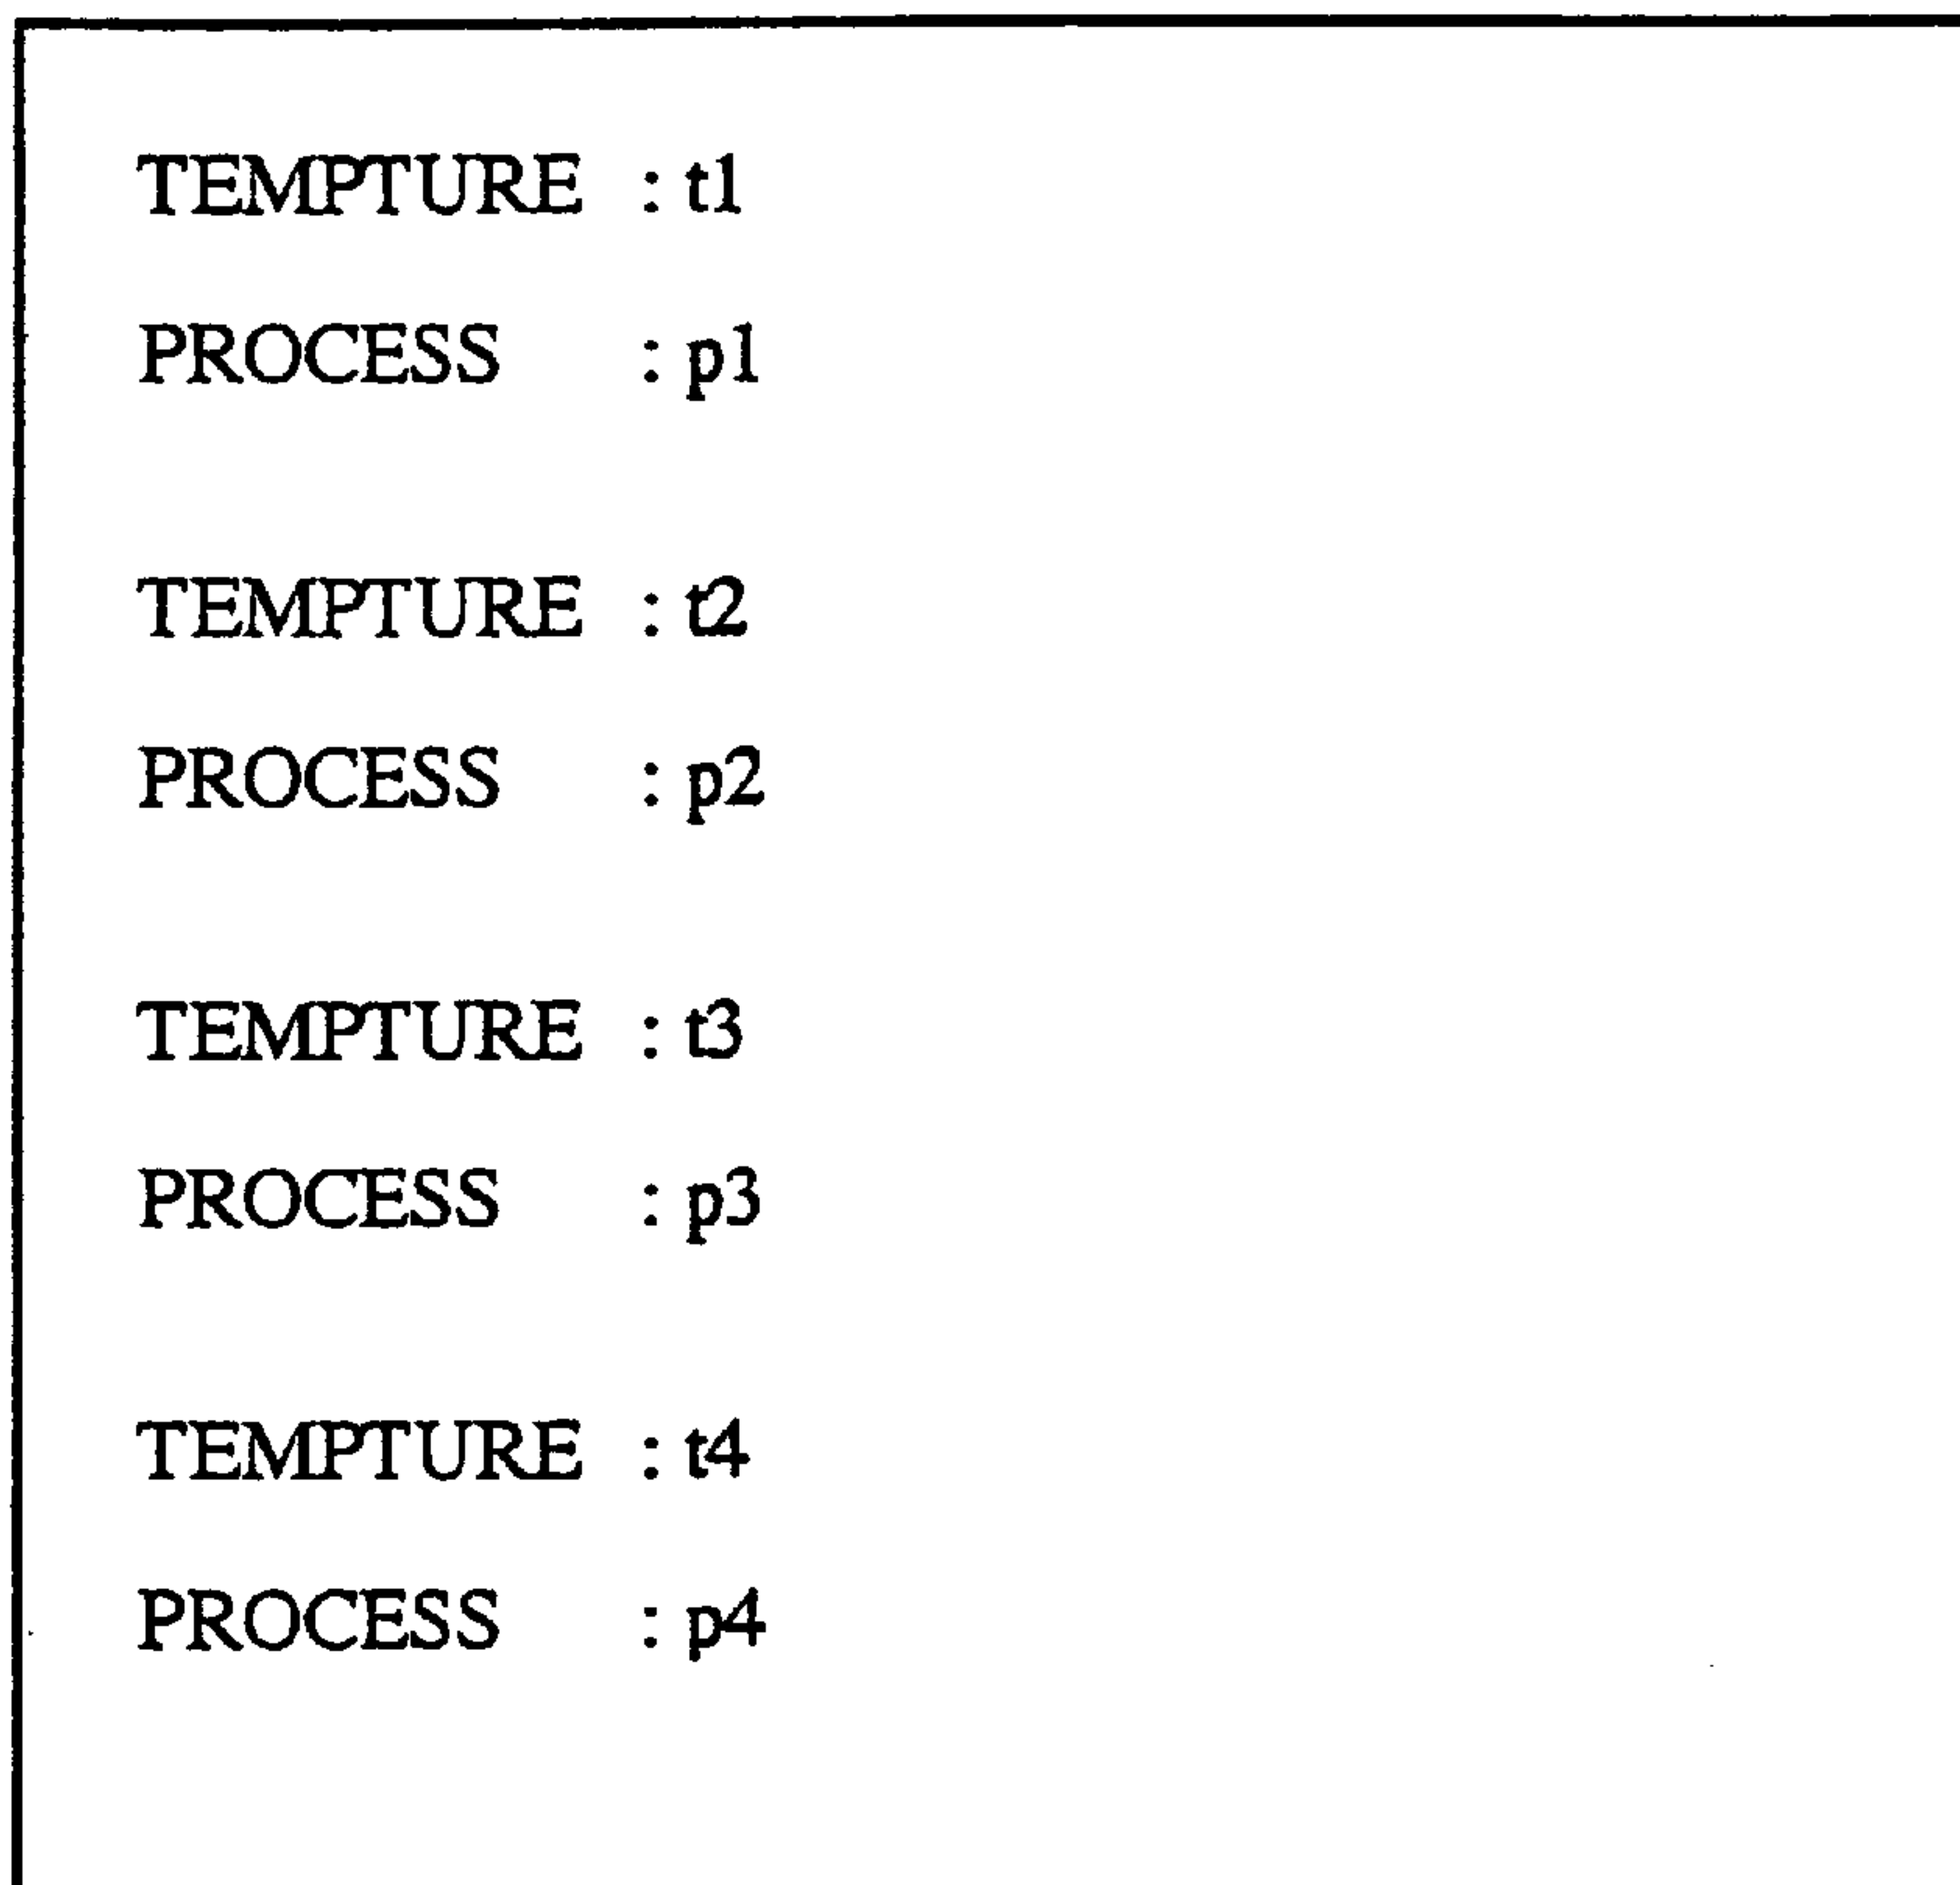 TEMPTURE : t1
PROCESS : p1
TEMPTURE : t2
PROCESS : p2
TEMPTURE : t3
PROCESS : p3
TEMPTURE : t4
PROCESS : p4